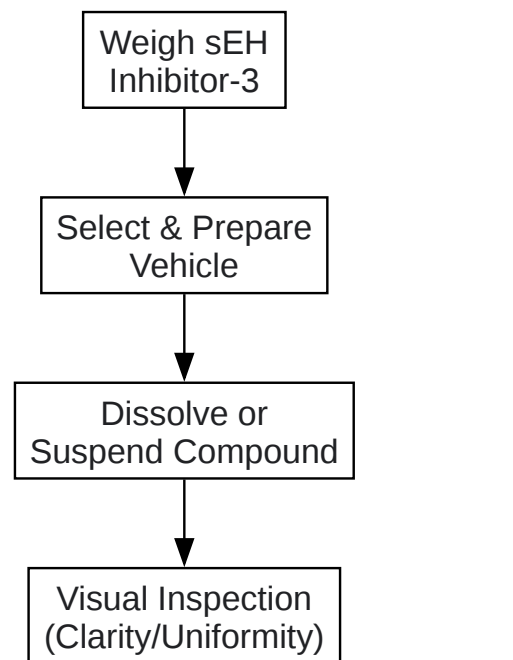 Weigh sEH
Inhibitor-3
Select & Prepare
Vehicle
Dissolve or
Suspend Compound
Visual Inspection
(Clarity/Uniformity)